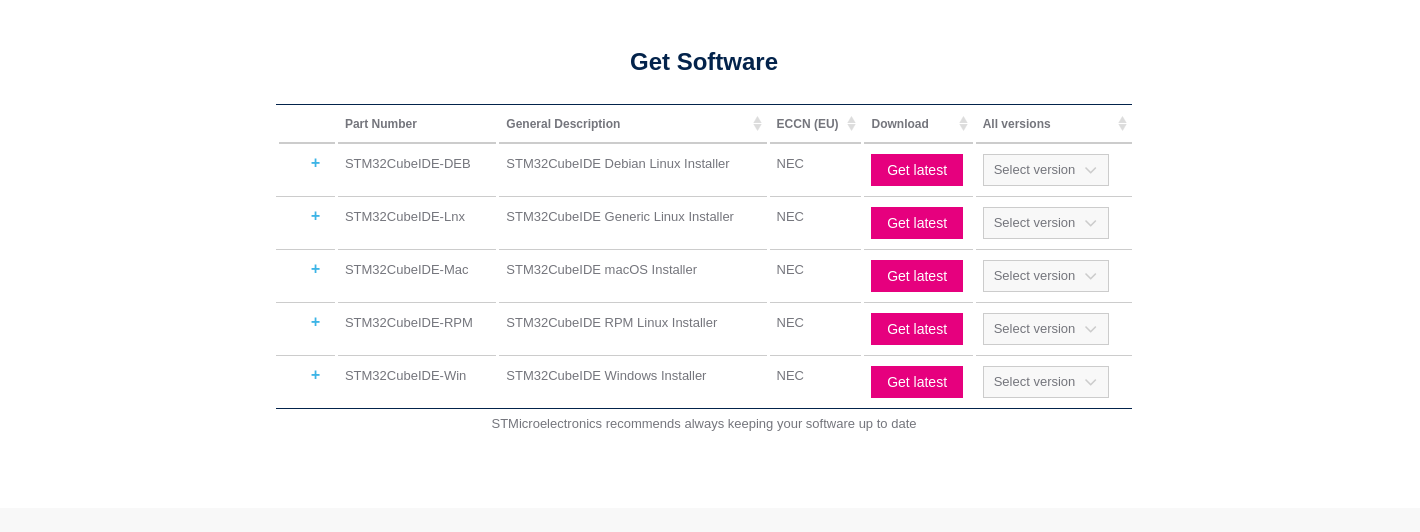 Get Software
Part Number General Description ECCN (EU) Download All versions
+ STM32CubeIDE-DEB STM32CubeIDE Debian Linux Installer NEC Get latest Select version
+ STM32CubeIDE-Lnx STM32CubeIDE Generic Linux Installer NEC Get latest Select version
+ STM32CubeIDE-Mac STM32CubeIDE macOS Installer NEC Get latest Select version
+ STM32CubeIDE-RPM STM32CubeIDE RPM Linux Installer NEC Get latest Select version
+ STM32CubeIDE-Win STM32CubeIDE Windows Installer NEC Get latest Select version
STMicroelectronics recommends always keeping your software up to date